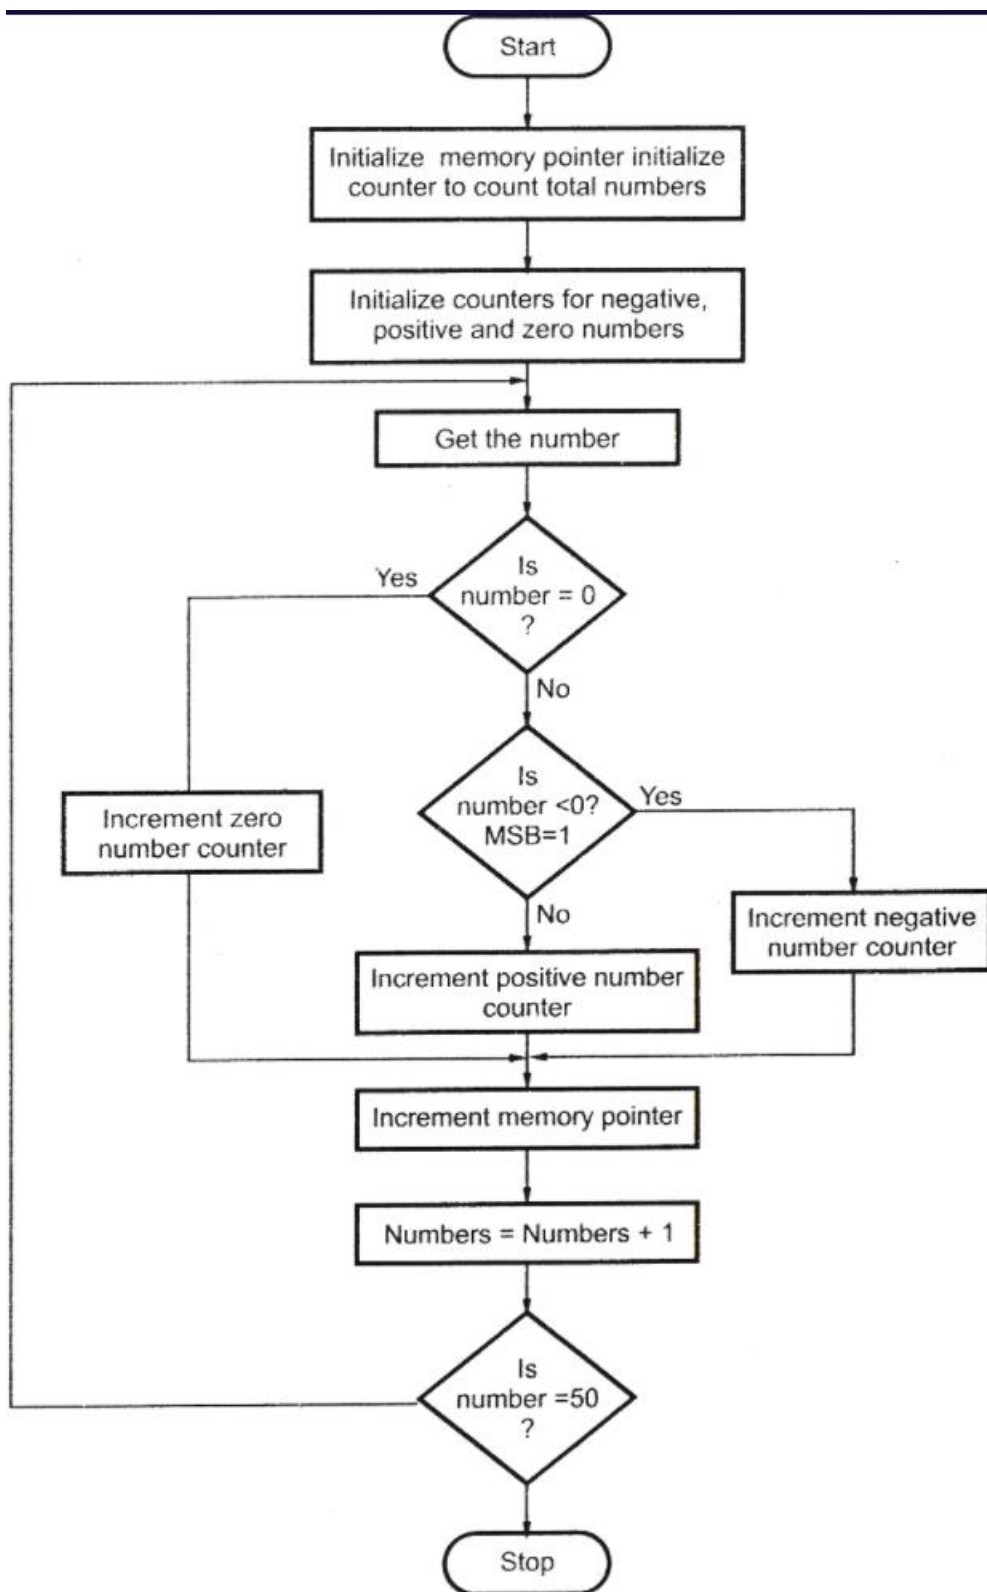 Start
Initialize memory pointer initialize
counter to count total numbers
Initialize counters for negative,
positive and zero numbers
Get the number
Is
number = 0
?
Yes
No
Is
number <0?
MSB=1
Yes
No
Increment zero
number counter
Increment negative
number counter
Increment positive number
counter
Increment memory pointer
Numbers = Numbers + 1
Is
number =50
?
Stop